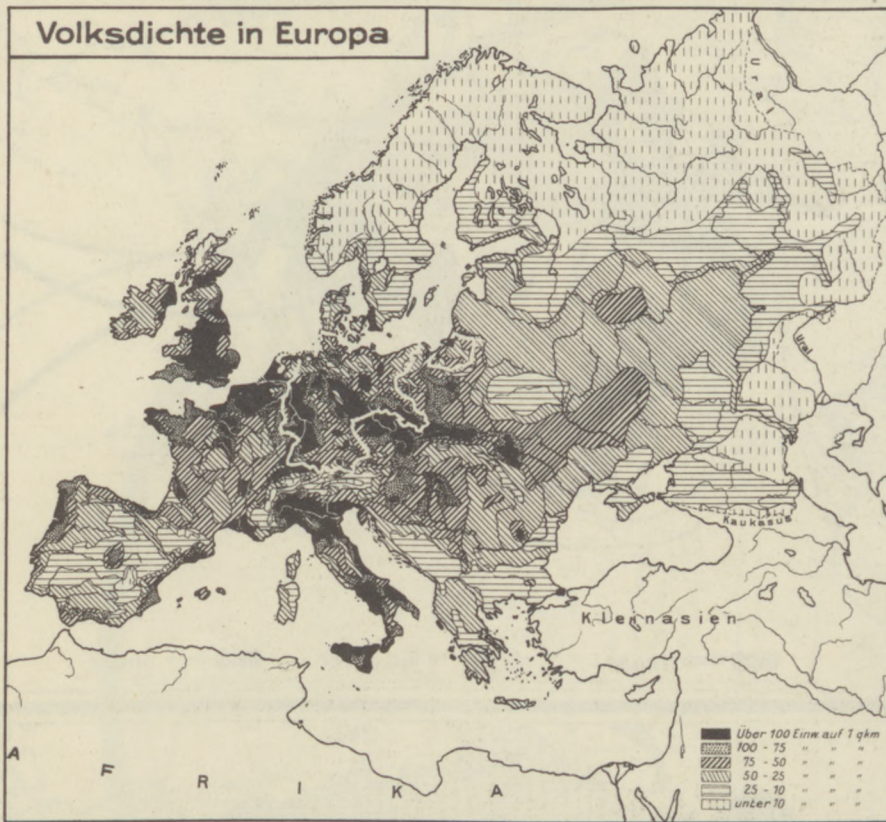 Volksdichte in Europa
Ural
Ural
Kaukasus
Kleinasien
A F R I K A
Über 100 Einw. auf 1 qkm
100 - 75 " " "
75 - 50 " " "
50 - 25 " " "
25 - 10 " " "
unter 10 " " "